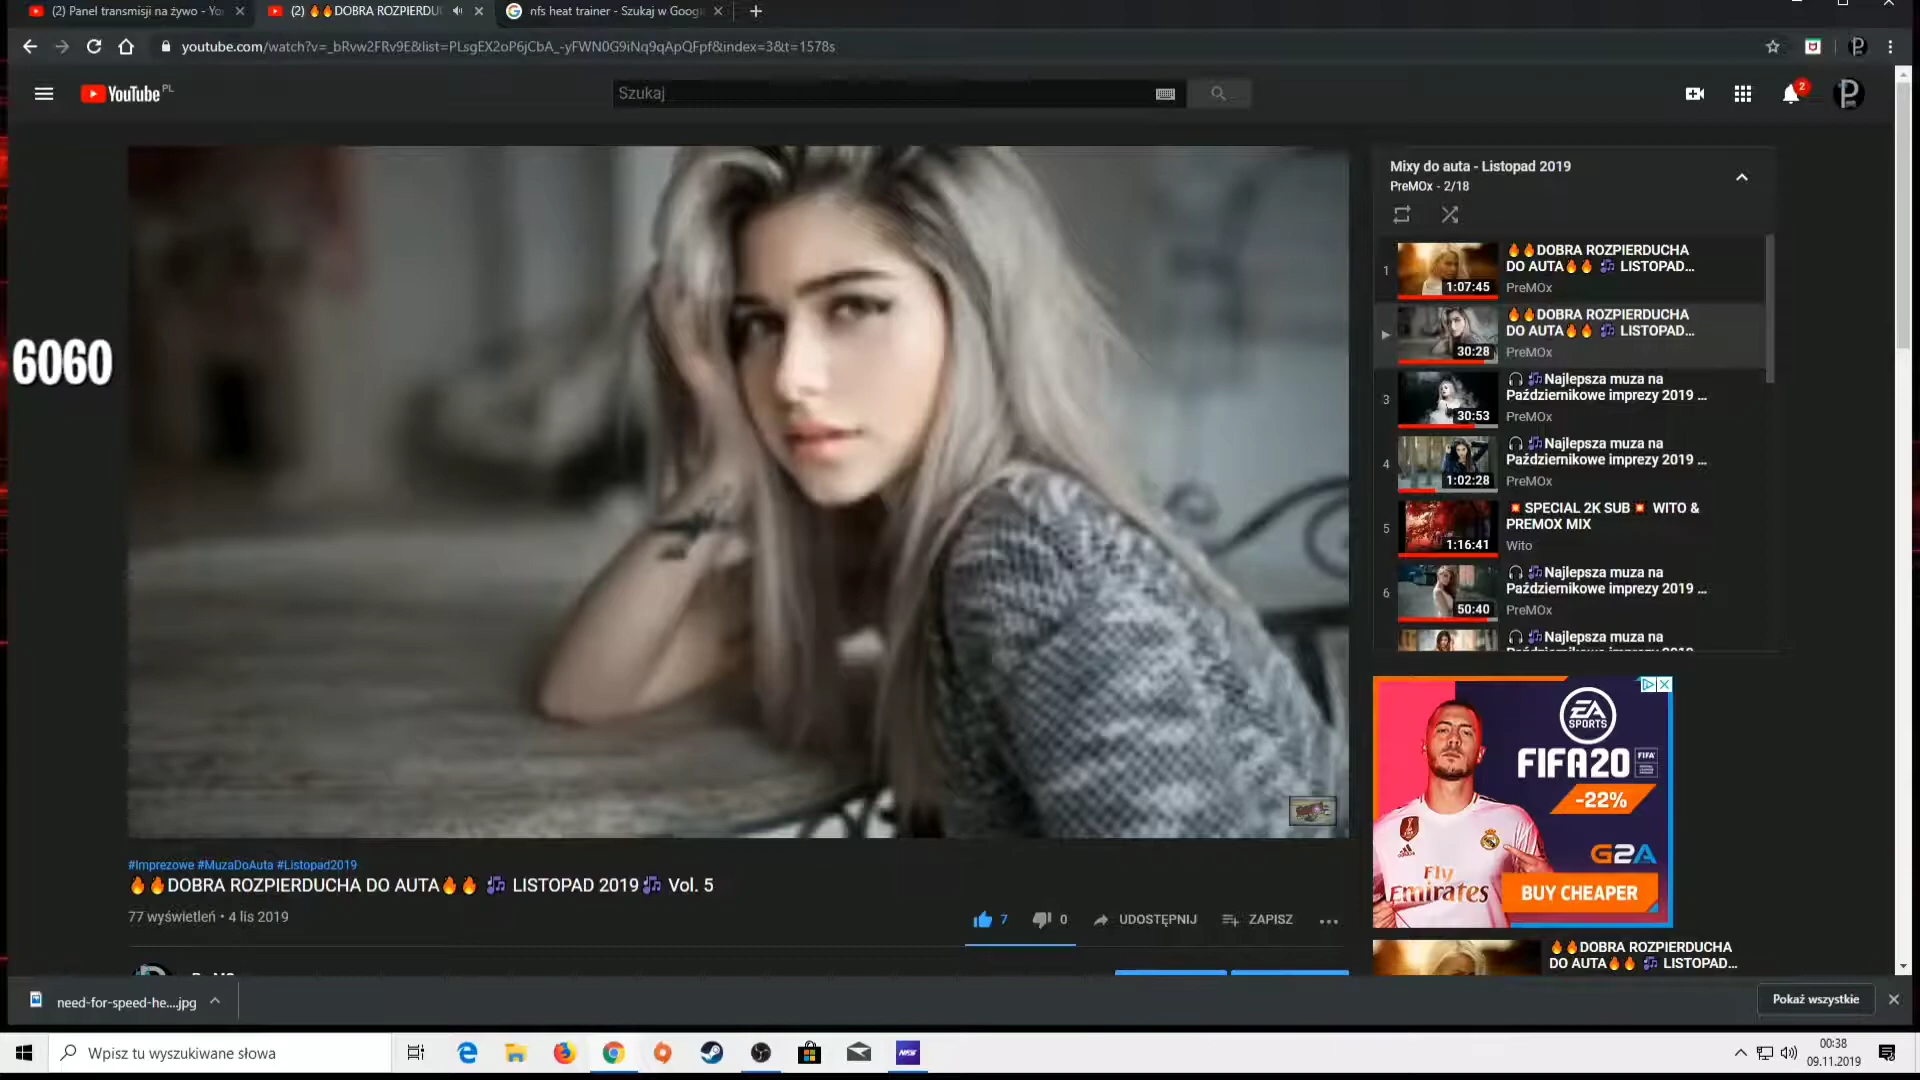 (2) Panel transmisji na żywo - Yo
(2) 🔥🔥DOBRA ROZPIERDU
nfs heat trainer - Szukaj w Goog
youtube.com/watch?v=_bRvw2FRv9E&list=PLsgEX2oP6jCbA_-yFWN0G9iNq9qApQFpf&index=3&t=1578s
YouTube PL
Szukaj
2
6060
Mixy do auta - Listopad 2019
PreMOx - 2/18
1
🔥🔥DOBRA ROZPIERDUCHA
DO AUTA🔥🔥 🎶 LISTOPAD...
1:07:45
PreMOx
🔥🔥DOBRA ROZPIERDUCHA
DO AUTA🔥🔥 🎶 LISTOPAD...
30:28
PreMOx
3
🎧 🎶Najlepsza muza na
Październikowe imprezy 2019 ...
30:53
PreMOx
4
🎧 🎶Najlepsza muza na
Październikowe imprezy 2019 ...
1:02:28
PreMOx
5
💥SPECIAL 2K SUB💥 WITO &
PREMOX MIX
1:16:41
Wito
6
🎧 🎶Najlepsza muza na
Październikowe imprezy 2019 ...
50:40
PreMOx
🎧 🎶Najlepsza muza na
EA
SPORTS
FIFA20
FIFA
-22%
G2A
Fly
Emirates
BUY CHEAPER
#Imprezowe #MuzaDoAuta #Listopad2019
🔥🔥DOBRA ROZPIERDUCHA DO AUTA🔥🔥 🎶 LISTOPAD 2019🎶 Vol. 5
77 wyświetleń • 4 lis 2019
7
0
UDOSTĘPNIJ
ZAPISZ
🔥🔥DOBRA ROZPIERDUCHA
DO AUTA🔥🔥 🎶 LISTOPAD...
need-for-speed-he....jpg
Pokaż wszystkie
Wpisz tu wyszukiwane słowa
00:38
09.11.2019